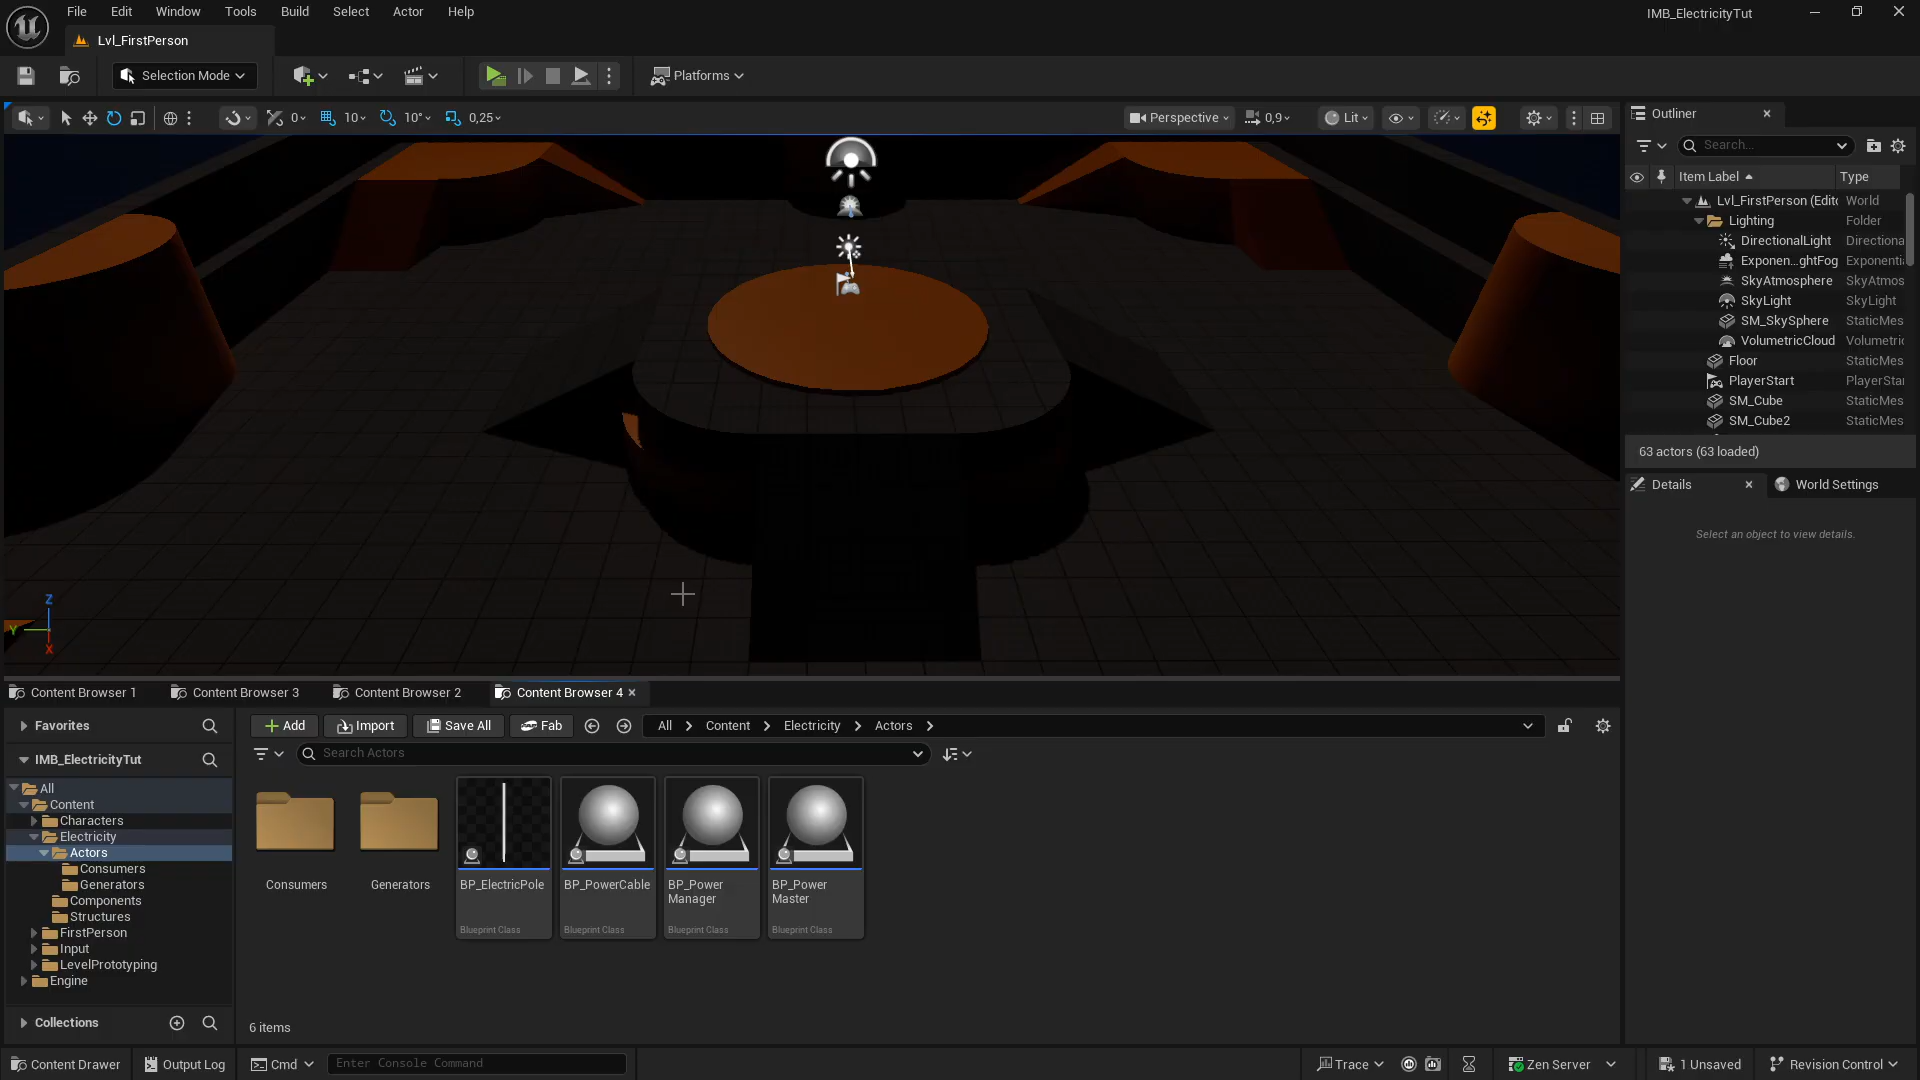 File Edit Window Tools Build Select Actor Help
IMB_ElectricityTut
Lvl_FirstPerson
Selection Mode
Platforms
0
10
10°
0,25
Perspective
0,9
Lit
Outliner
Search...
Item Label Type
Lvl_FirstPerson (Edit World
Lighting Folder
DirectionalLight Directiona
Exponen...ghtFog Exponenti
SkyAtmosphere SkyAtmos
SkyLight SkyLight
SM_SkySphere StaticMes
VolumetricCloud Volumetric
Floor StaticMes
PlayerStart PlayerStar
SM_Cube StaticMes
SM_Cube2 StaticMes
63 actors (63 loaded)
Details World Settings
Select an object to view details.
Z
Y
X
Content Browser 1 Content Browser 3 Content Browser 2 Content Browser 4
Favorites
Add Import Save All Fab All Content Electricity Actors
IMB_ElectricityTut
Search Actors
All
Content
Characters
Electricity
Actors
Consumers
Generators
Components
Structures
FirstPerson
Input
LevelPrototyping
Engine
Consumers
Generators
BP_ElectricPole
Blueprint Class
BP_PowerCable
Blueprint Class
BP_Power
Manager
Blueprint Class
BP_Power
Master
Blueprint Class
Collections
6 items
Content Drawer Output Log Cmd Enter Console Command Trace Zen Server 1 Unsaved Revision Control